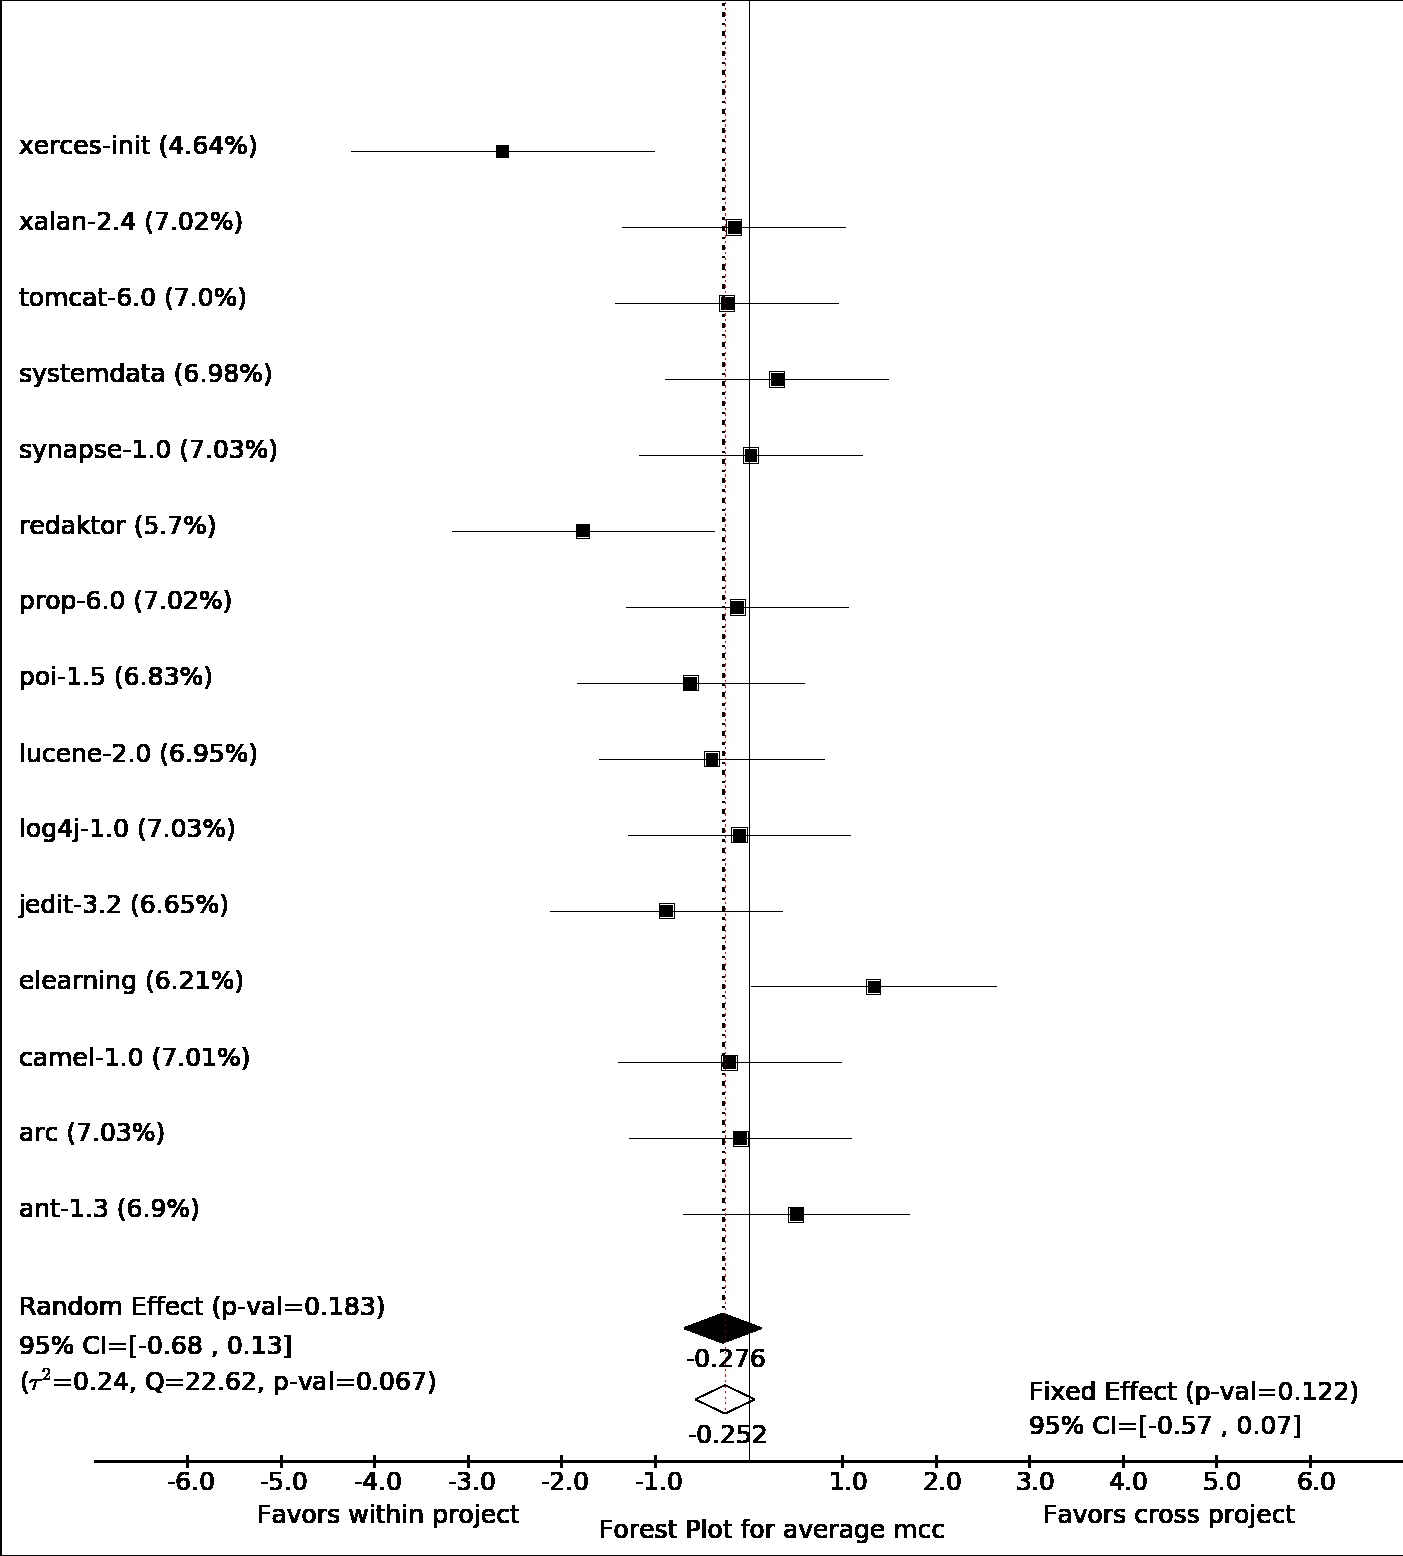 xerces-init (4.64%)
xalan-2.4 (7.02%)
tomcat-6.0 (7.0%)
systemdata (6.98%)
synapse-1.0 (7.03%)
redaktor (5.7%)
prop-6.0 (7.02%)
poi-1.5 (6.83%)
lucene-2.0 (6.95%)
log4j-1.0 (7.03%)
jedit-3.2 (6.65%)
elearning (6.21%)
camel-1.0 (7.01%)
arc (7.03%)
ant-1.3 (6.9%)
Random Effect (p-val=0.183)
95% CI=[-0.68 , 0.13]
(τ²=0.24, Q=22.62, p-val=0.067)
-0.276
-0.252
Fixed Effect (p-val=0.122)
95% CI=[-0.57 , 0.07]
-6.0 -5.0 -4.0 -3.0 -2.0 -1.0 1.0 2.0 3.0 4.0 5.0 6.0
Favors within project
Forest Plot for average mcc
Favors cross project